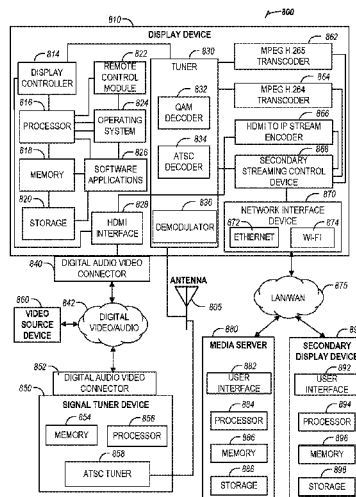 800
810
DISPLAY DEVICE
814
DISPLAY CONTROLLER
822
REMOTE CONTROL MODULE
830
TUNER
862
MPEG H.265 TRANSCODER
816
PROCESSOR
824
OPERATING SYSTEM
832
QAM DECODER
864
MPEG H.264 TRANSCODER
818
MEMORY
826
SOFTWARE APPLICATIONS
834
ATSC DECODER
866
HDMI TO IP STREAM ENCODER
868
SECONDARY STREAMING CONTROL DEVICE
820
STORAGE
828
HDMI INTERFACE
836
DEMODULATOR
870
NETWORK INTERFACE DEVICE
872
ETHERNET
874
WI-FI
840
DIGITAL AUDIO VIDEO CONNECTOR
ANTENNA
805
860
VIDEO SOURCE DEVICE
842
DIGITAL VIDEO/AUDIO
875
LAN/WAN
852
DIGITAL AUDIO VIDEO CONNECTOR
850
SIGNAL TUNER DEVICE
854
MEMORY
856
PROCESSOR
858
ATSC TUNER
880
MEDIA SERVER
882
USER INTERFACE
884
PROCESSOR
886
MEMORY
888
STORAGE
SECONDARY DISPLAY DEVICE
892
USER INTERFACE
894
PROCESSOR
896
MEMORY
898
STORAGE